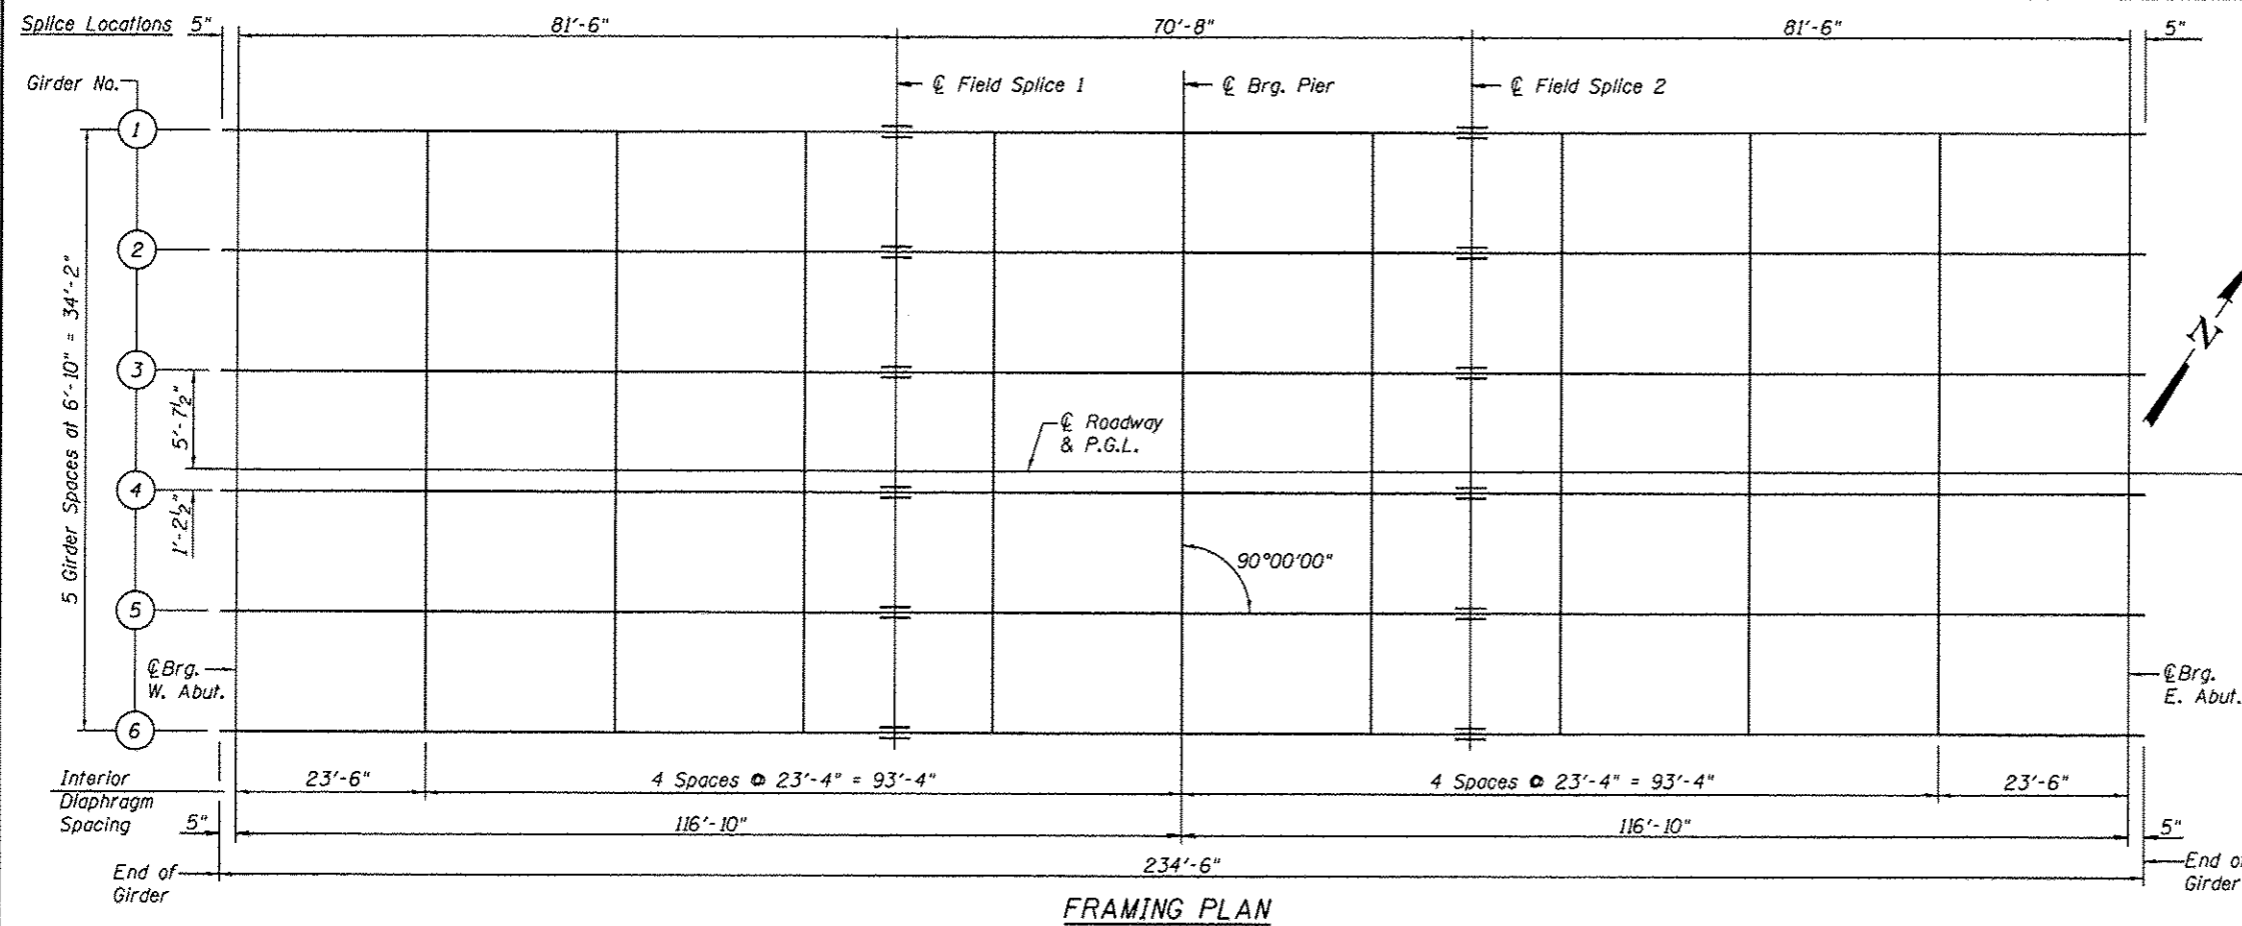 Splice Locations 5" 81'-6" 70'-8" 81'-6" 5"
Girder No.
℄ Field Splice 1
℄ Brg. Pier
℄ Field Splice 2
1
2
3
4
5
6
5 Girder Spaces at 6'-10" = 34'-2"
5'-7½"
1'-2½"
℄ Roadway
& P.G.L.
90°00'00"
N
℄ Brg.
W. Abut.
℄ Brg.
E. Abut.
Interior
Diaphragm
Spacing
23'-6" 4 Spaces @ 23'-4" = 93'-4" 4 Spaces @ 23'-4" = 93'-4" 23'-6"
5" 116'-10" 116'-10" 5"
End of
Girder
234'-6"
End of
Girder
FRAMING PLAN